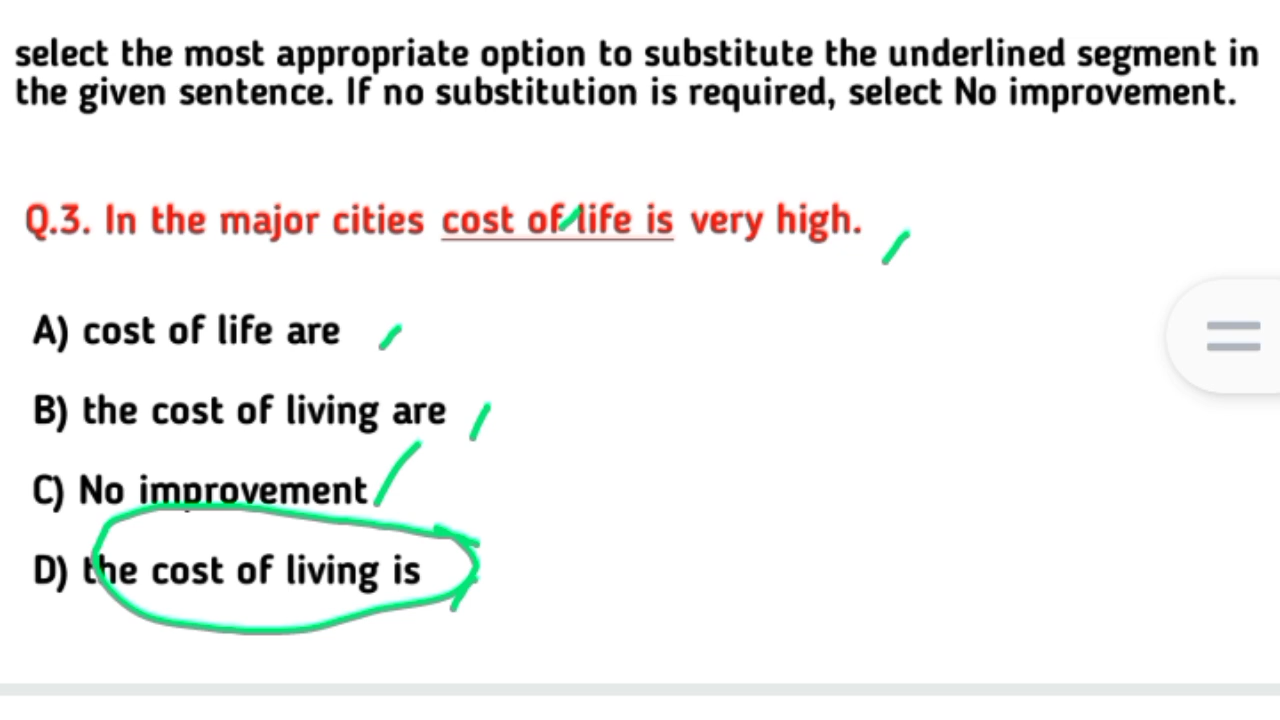 select the most appropriate option to substitute the underlined segment in
the given sentence. If no substitution is required, select No improvement.
Q.3. In the major cities cost of life is very high.
A) cost of life are
B) the cost of living are
C) No improvement
D) the cost of living is